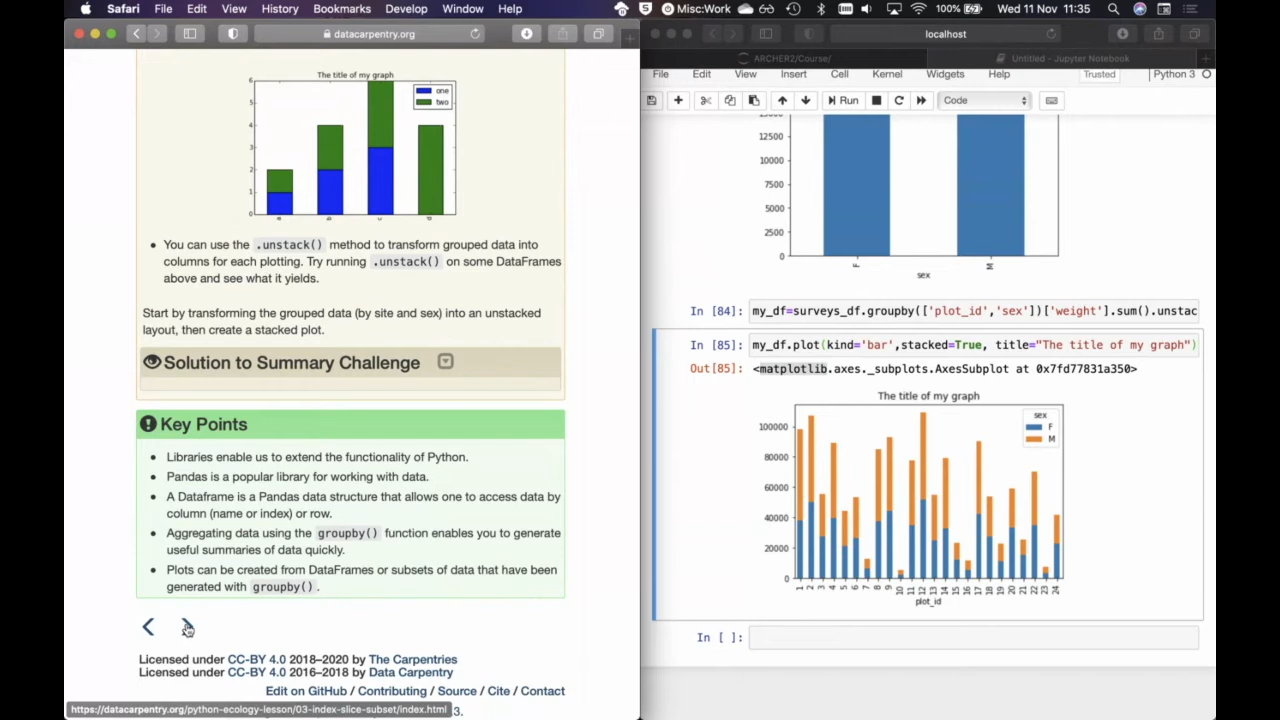 Safari File Edit View History Bookmarks Develop Window Help Misc:Work 100% Wed 11 Nov 11:35
datacarpentry.org
The title of my graph
6
5
4
3
2
1
0
one
two
a b c d
You can use the .unstack() method to transform grouped data into
columns for each plotting. Try running .unstack() on some DataFrames
above and see what it yields.
Start by transforming the grouped data (by site and sex) into an unstacked
layout, then create a stacked plot.
Solution to Summary Challenge
Key Points
Libraries enable us to extend the functionality of Python.
Pandas is a popular library for working with data.
A Dataframe is a Pandas data structure that allows one to access data by
column (name or index) or row.
Aggregating data using the groupby() function enables you to generate
useful summaries of data quickly.
Plots can be created from DataFrames or subsets of data that have been
generated with groupby().
Licensed under CC-BY 4.0 2018–2020 by The Carpentries
Licensed under CC-BY 4.0 2016–2018 by Data Carpentry
Edit on GitHub / Contributing / Source / Cite / Contact
https://datacarpentry.org/python-ecology-lesson/03-index-slice-subset/index.html
3.
localhost
ARCHER2/Course/ Untitled - Jupyter Notebook
File Edit View Insert Cell Kernel Widgets Help Trusted Python 3
Run Code
15000
12500
10000
7500
5000
2500
0
F M
sex
In [84]: my_df=surveys_df.groupby(['plot_id','sex'])['weight'].sum().unstac
In [85]: my_df.plot(kind='bar',stacked=True, title="The title of my graph")
Out[85]: <matplotlib.axes._subplots.AxesSubplot at 0x7fd77831a350>
The title of my graph
100000
80000
60000
40000
20000
0
sex
F
M
1 2 3 4 5 6 7 8 9 10 11 12 13 14 15 16 17 18 19 20 21 22 23 24
plot_id
In [ ]: